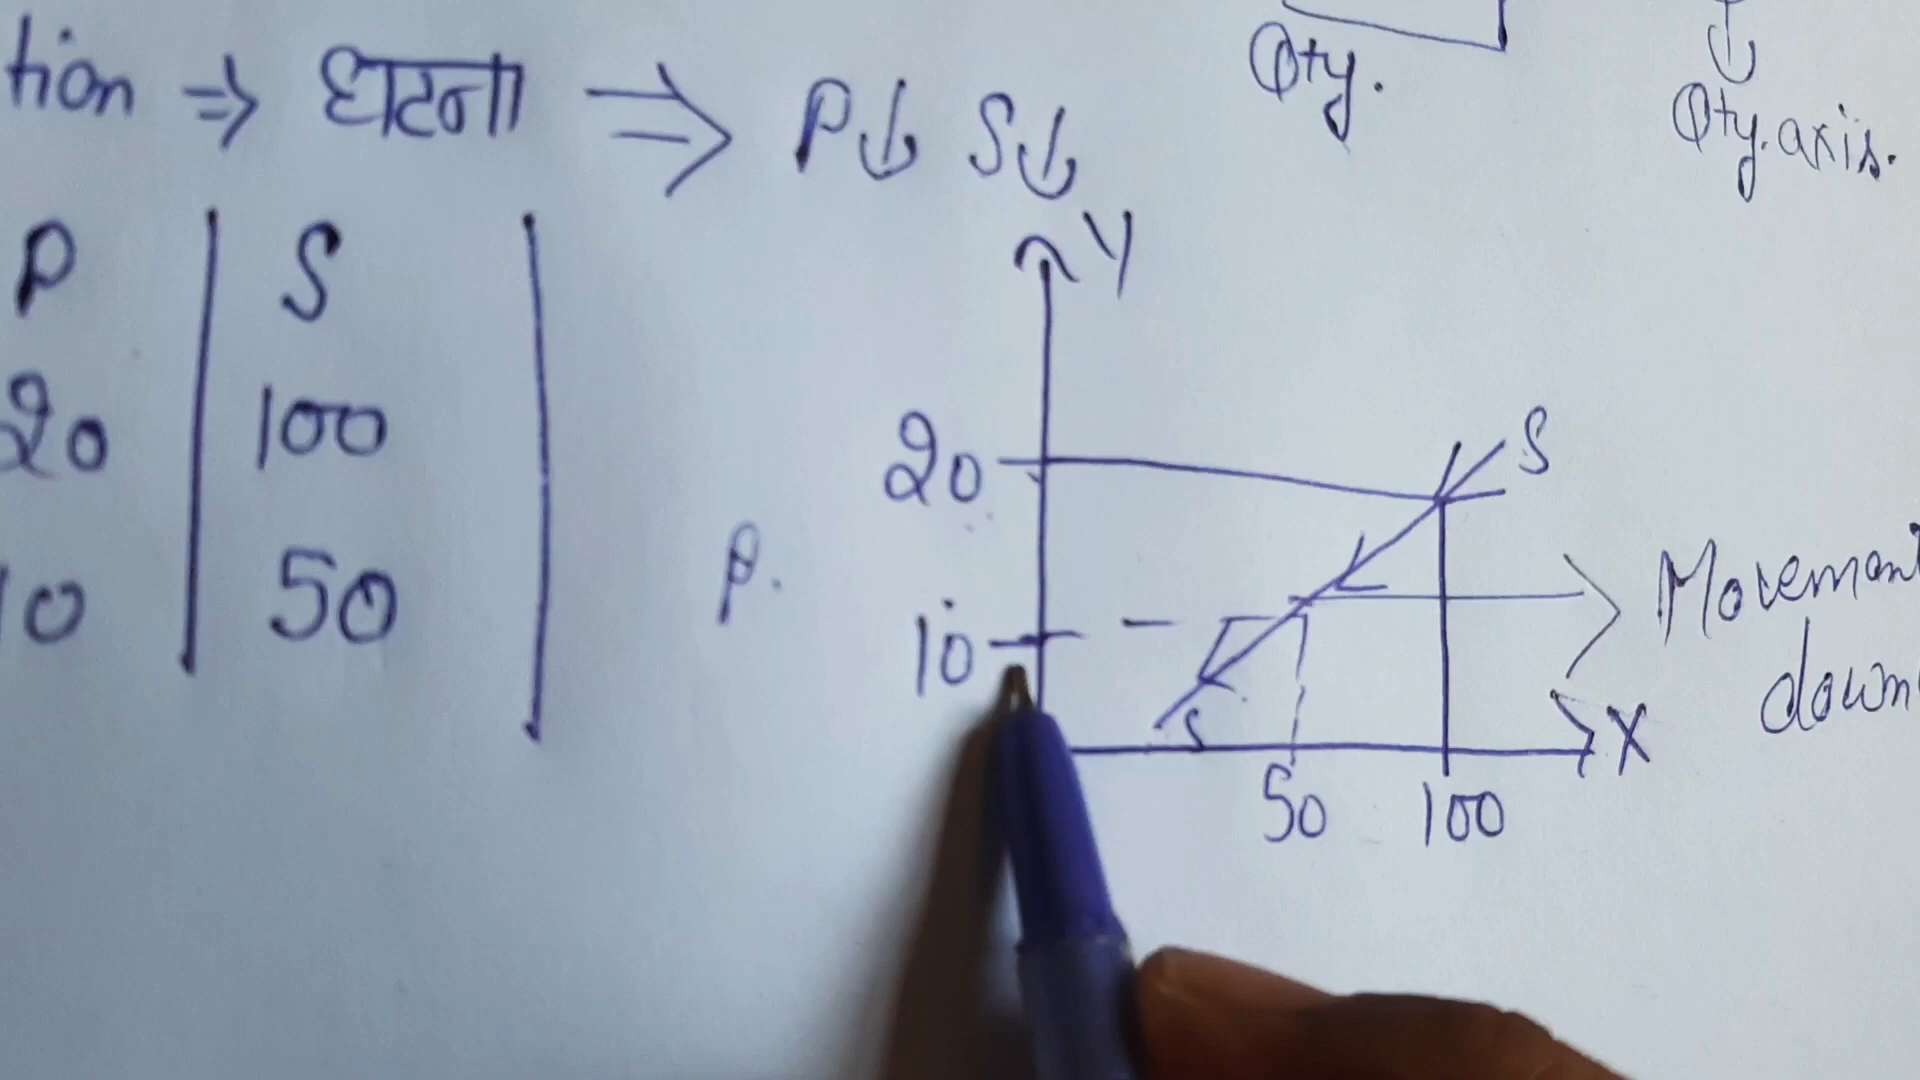 Qty.
Qty. axis.
tion ⇒ घटना ⇒ P↓ S↓
P | S
20 | 100
10 | 50
Y
20
S
P.
10
Movement
down
S
X
50 100